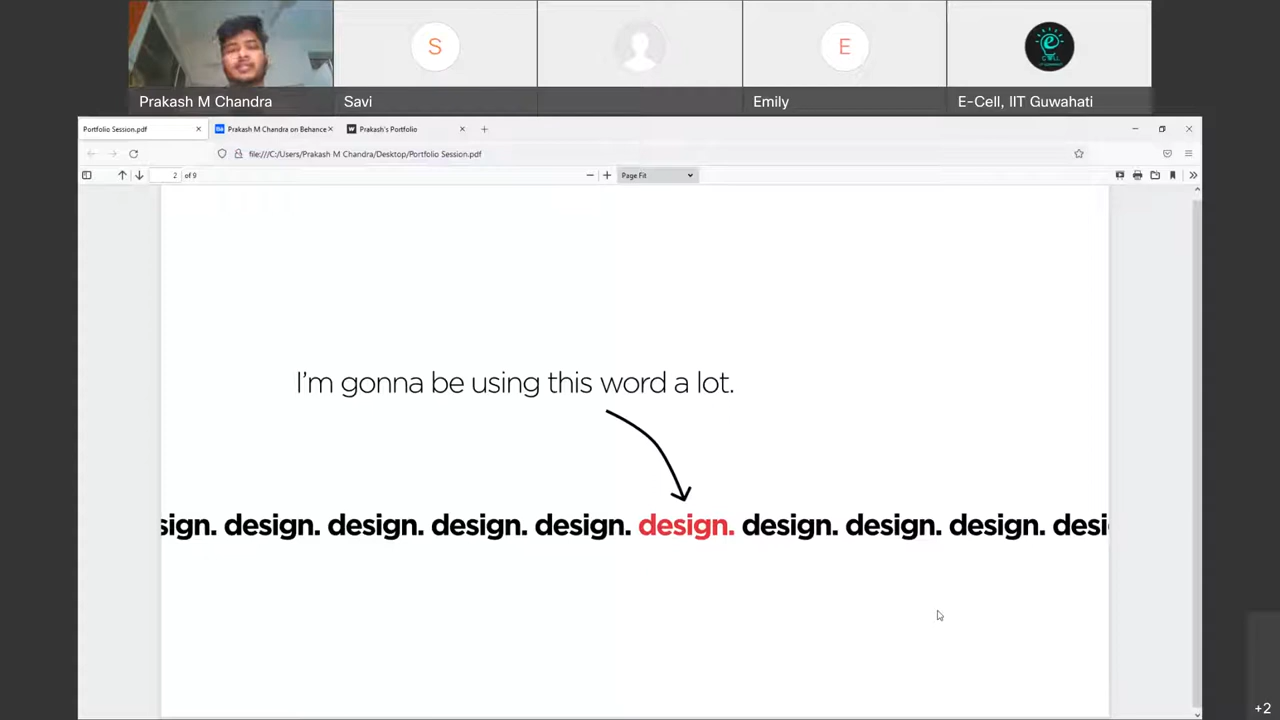 S
E
Prakash M Chandra
Savi
Emily
E-Cell, IIT Guwahati
Portfolio Session.pdf
Bē Prakash M Chandra on Behance
W Prakash's Portfolio
file:///C:/Users/Prakash M Chandra/Desktop/Portfolio Session.pdf
2 of 9
Page Fit
I'm gonna be using this word a lot.
sign. design. design. design. design. design. design. design. design. desi
+2